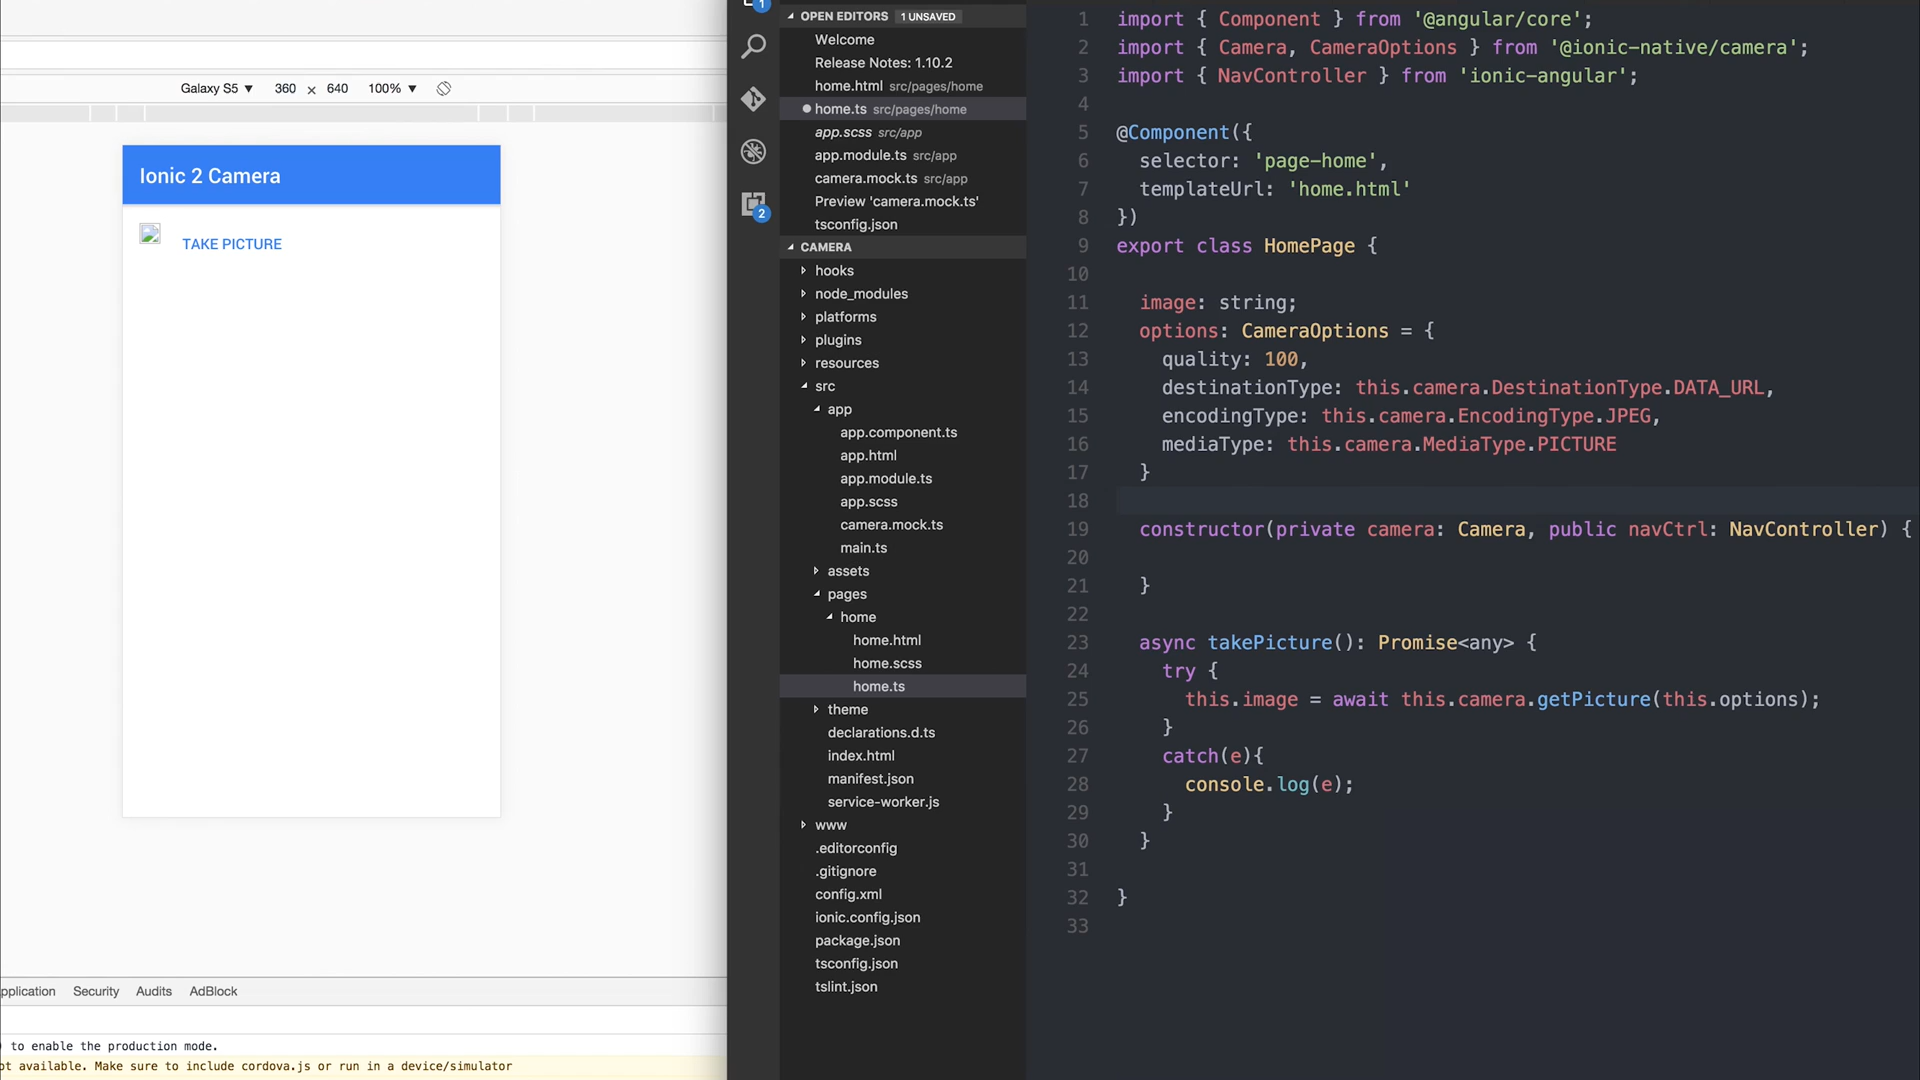 Galaxy S5 ▼ 360 × 640 100% ▼
Ionic 2 Camera
TAKE PICTURE
pplication Security Audits AdBlock
) to enable the production mode.
ot available. Make sure to include cordova.js or run in a device/simulator
1
2
OPEN EDITORS 1 UNSAVED
Welcome
Release Notes: 1.10.2
home.html src/pages/home
home.ts src/pages/home
app.scss src/app
app.module.ts src/app
camera.mock.ts src/app
Preview 'camera.mock.ts'
tsconfig.json
CAMERA
hooks
node_modules
platforms
plugins
resources
src
app
app.component.ts
app.html
app.module.ts
app.scss
camera.mock.ts
main.ts
assets
pages
home
home.html
home.scss
home.ts
theme
declarations.d.ts
index.html
manifest.json
service-worker.js
www
.editorconfig
.gitignore
config.xml
ionic.config.json
package.json
tsconfig.json
tslint.json
1 import { Component } from '@angular/core';
2 import { Camera, CameraOptions } from '@ionic-native/camera';
3 import { NavController } from 'ionic-angular';
4
5 @Component({
6 selector: 'page-home',
7 templateUrl: 'home.html'
8 })
9 export class HomePage {
10
11 image: string;
12 options: CameraOptions = {
13 quality: 100,
14 destinationType: this.camera.DestinationType.DATA_URL,
15 encodingType: this.camera.EncodingType.JPEG,
16 mediaType: this.camera.MediaType.PICTURE
17 }
18
19 constructor(private camera: Camera, public navCtrl: NavController) {
20
21 }
22
23 async takePicture(): Promise<any> {
24 try {
25 this.image = await this.camera.getPicture(this.options);
26 }
27 catch(e){
28 console.log(e);
29 }
30 }
31
32 }
33